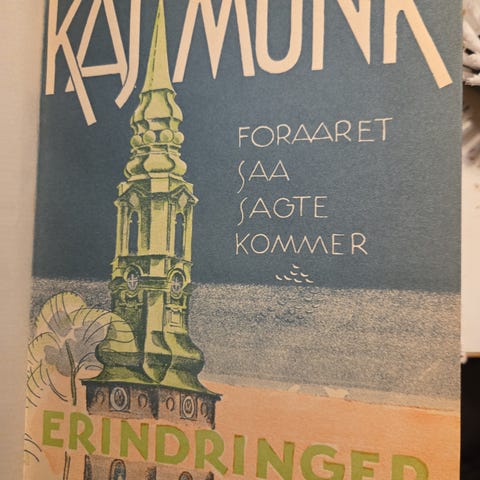 KAJ MUNK
FORAARET
SAA
SAGTE
KOMMER
ERINDRINGER